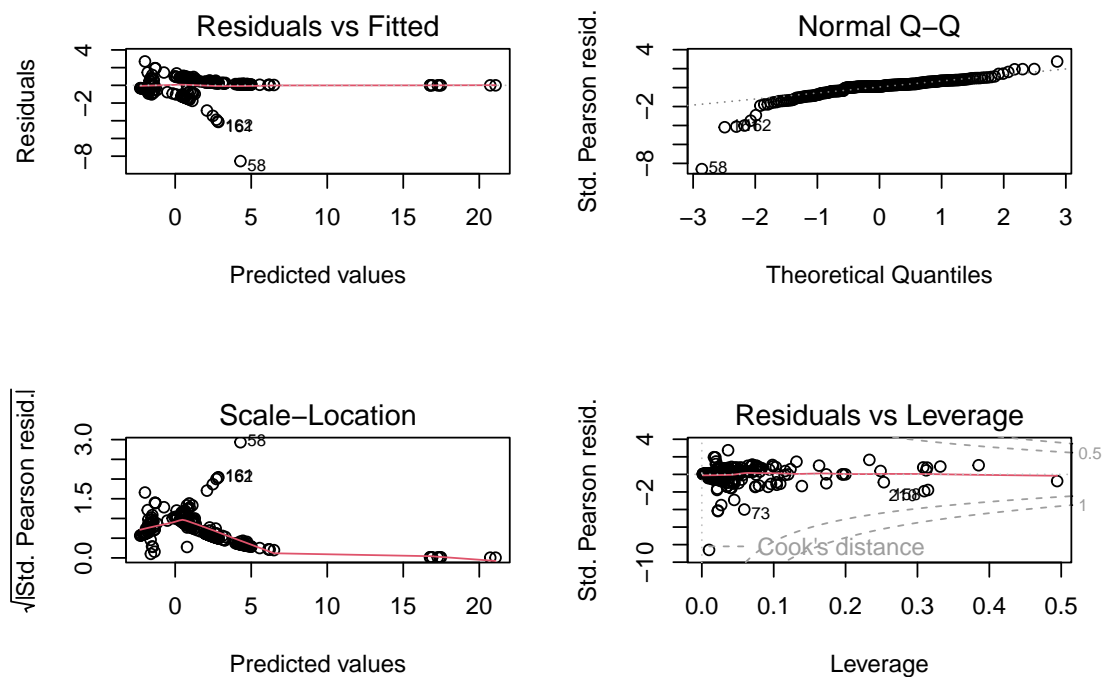 Residuals vs Fitted
Residuals
4
−2
−8
0 5 10 15 20
Predicted values
58
Normal Q−Q
Std. Pearson resid.
4
−2
−8
−3 −2 −1 0 1 2 3
Theoretical Quantiles
58
Scale−Location
√|Std. Pearson resid.|
3.0
1.5
0.0
0 5 10 15 20
Predicted values
58
Residuals vs Leverage
Std. Pearson resid.
4
−2
−10
0.0 0.1 0.2 0.3 0.4 0.5
Leverage
Cook's distance
73
0.5
1